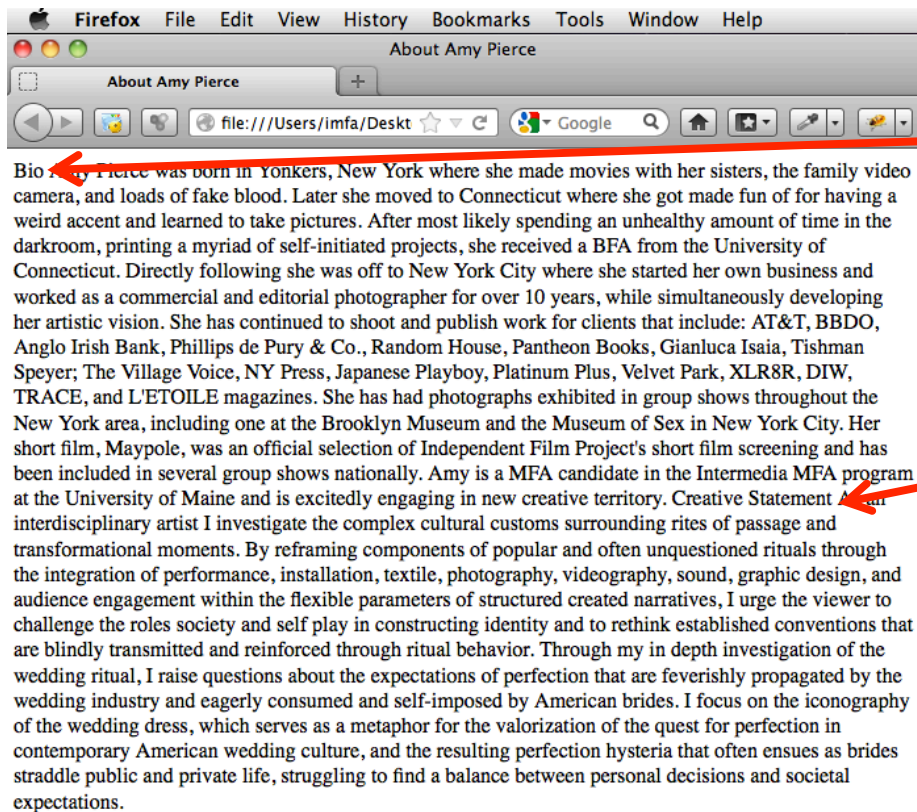 Firefox File Edit View History Bookmarks Tools Window Help
About Amy Pierce
About Amy Pierce
file:///Users/imfa/Deskt Google
Bio Amy Pierce was born in Yonkers, New York where she made movies with her sisters, the family video
camera, and loads of fake blood. Later she moved to Connecticut where she got made fun of for having a
weird accent and learned to take pictures. After most likely spending an unhealthy amount of time in the
darkroom, printing a myriad of self-initiated projects, she received a BFA from the University of
Connecticut. Directly following she was off to New York City where she started her own business and
worked as a commercial and editorial photographer for over 10 years, while simultaneously developing
her artistic vision. She has continued to shoot and publish work for clients that include: AT&T, BBDO,
Anglo Irish Bank, Phillips de Pury & Co., Random House, Pantheon Books, Gianluca Isaia, Tishman
Speyer; The Village Voice, NY Press, Japanese Playboy, Platinum Plus, Velvet Park, XLR8R, DIW,
TRACE, and L'ETOILE magazines. She has had photographs exhibited in group shows throughout the
New York area, including one at the Brooklyn Museum and the Museum of Sex in New York City. Her
short film, Maypole, was an official selection of Independent Film Project's short film screening and has
been included in several group shows nationally. Amy is a MFA candidate in the Intermedia MFA program
at the University of Maine and is excitedly engaging in new creative territory. Creative Statement As an
interdisciplinary artist I investigate the complex cultural customs surrounding rites of passage and
transformational moments. By reframing components of popular and often unquestioned rituals through
the integration of performance, installation, textile, photography, videography, sound, graphic design, and
audience engagement within the flexible parameters of structured created narratives, I urge the viewer to
challenge the roles society and self play in constructing identity and to rethink established conventions that
are blindly transmitted and reinforced through ritual behavior. Through my in depth investigation of the
wedding ritual, I raise questions about the expectations of perfection that are feverishly propagated by the
wedding industry and eagerly consumed and self-imposed by American brides. I focus on the iconography
of the wedding dress, which serves as a metaphor for the valorization of the quest for perfection in
contemporary American wedding culture, and the resulting perfection hysteria that often ensues as brides
straddle public and private life, struggling to find a balance between personal decisions and societal
expectations.